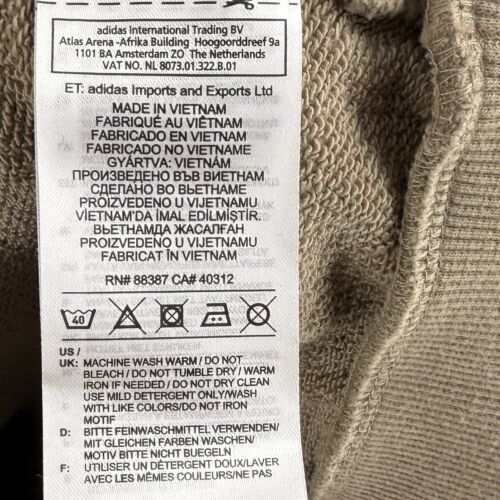 adidas International Trading BV
Atlas Arena -Afrika Building Hoogoorddreef 9a
1101 BA Amsterdam ZO The Netherlands
VAT NO. NL 8073.01.322.B.01
ET: adidas Imports and Exports Ltd
MADE IN VIETNAM
FABRIQUÉ AU VIÊTNAM
FABRICADO EN VIETNAM
FABRICADO NO VIETNAME
GYÁRTVA: VIETNÁM
ПРОИЗВЕДЕНО ВЪВ ВИЕТНАМ
СДЕЛАНО ВО ВЬЕТНАМЕ
PROIZVEDENO U VIJETNAMU
VİETNAM'DA İMAL EDİLMİŞTİR.
ВЬЕТНАМДА ЖАСАЛҒАН
PROIZVEDENO U VIJETNAMU
FABRICAT ÎN VIETNAM
RN# 88387 CA# 40312
40
US /
UK: MACHINE WASH WARM / DO NOT
BLEACH / DO NOT TUMBLE DRY / WARM
IRON IF NEEDED / DO NOT DRY CLEAN
USE MILD DETERGENT ONLY/WASH
WITH LIKE COLORS/DO NOT IRON
MOTIF
D: BITTE FEINWASCHMITTEL VERWENDEN/
MIT GLEICHEN FARBEN WASCHEN/
MOTIV BITTE NICHT BUEGELN
F: UTILISER UN DÉTERGENT DOUX/LAVER
AVEC LES MÊMES COULEURS/NE PAS